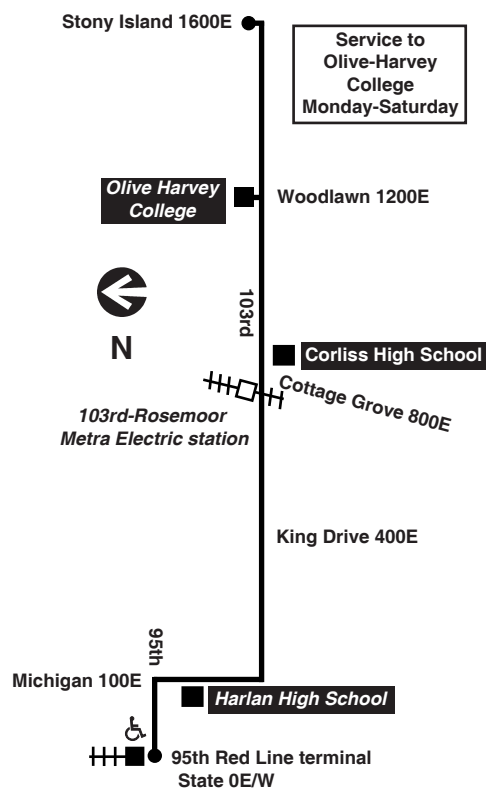 Stony Island 1600E
Service to
Olive-Harvey
College
Monday-Saturday
Olive Harvey
College
Woodlawn 1200E
N
103rd
Corliss High School
Cottage Grove 800E
103rd-Rosemoor
Metra Electric station
King Drive 400E
95th
Michigan 100E
Harlan High School
95th Red Line terminal
State 0E/W